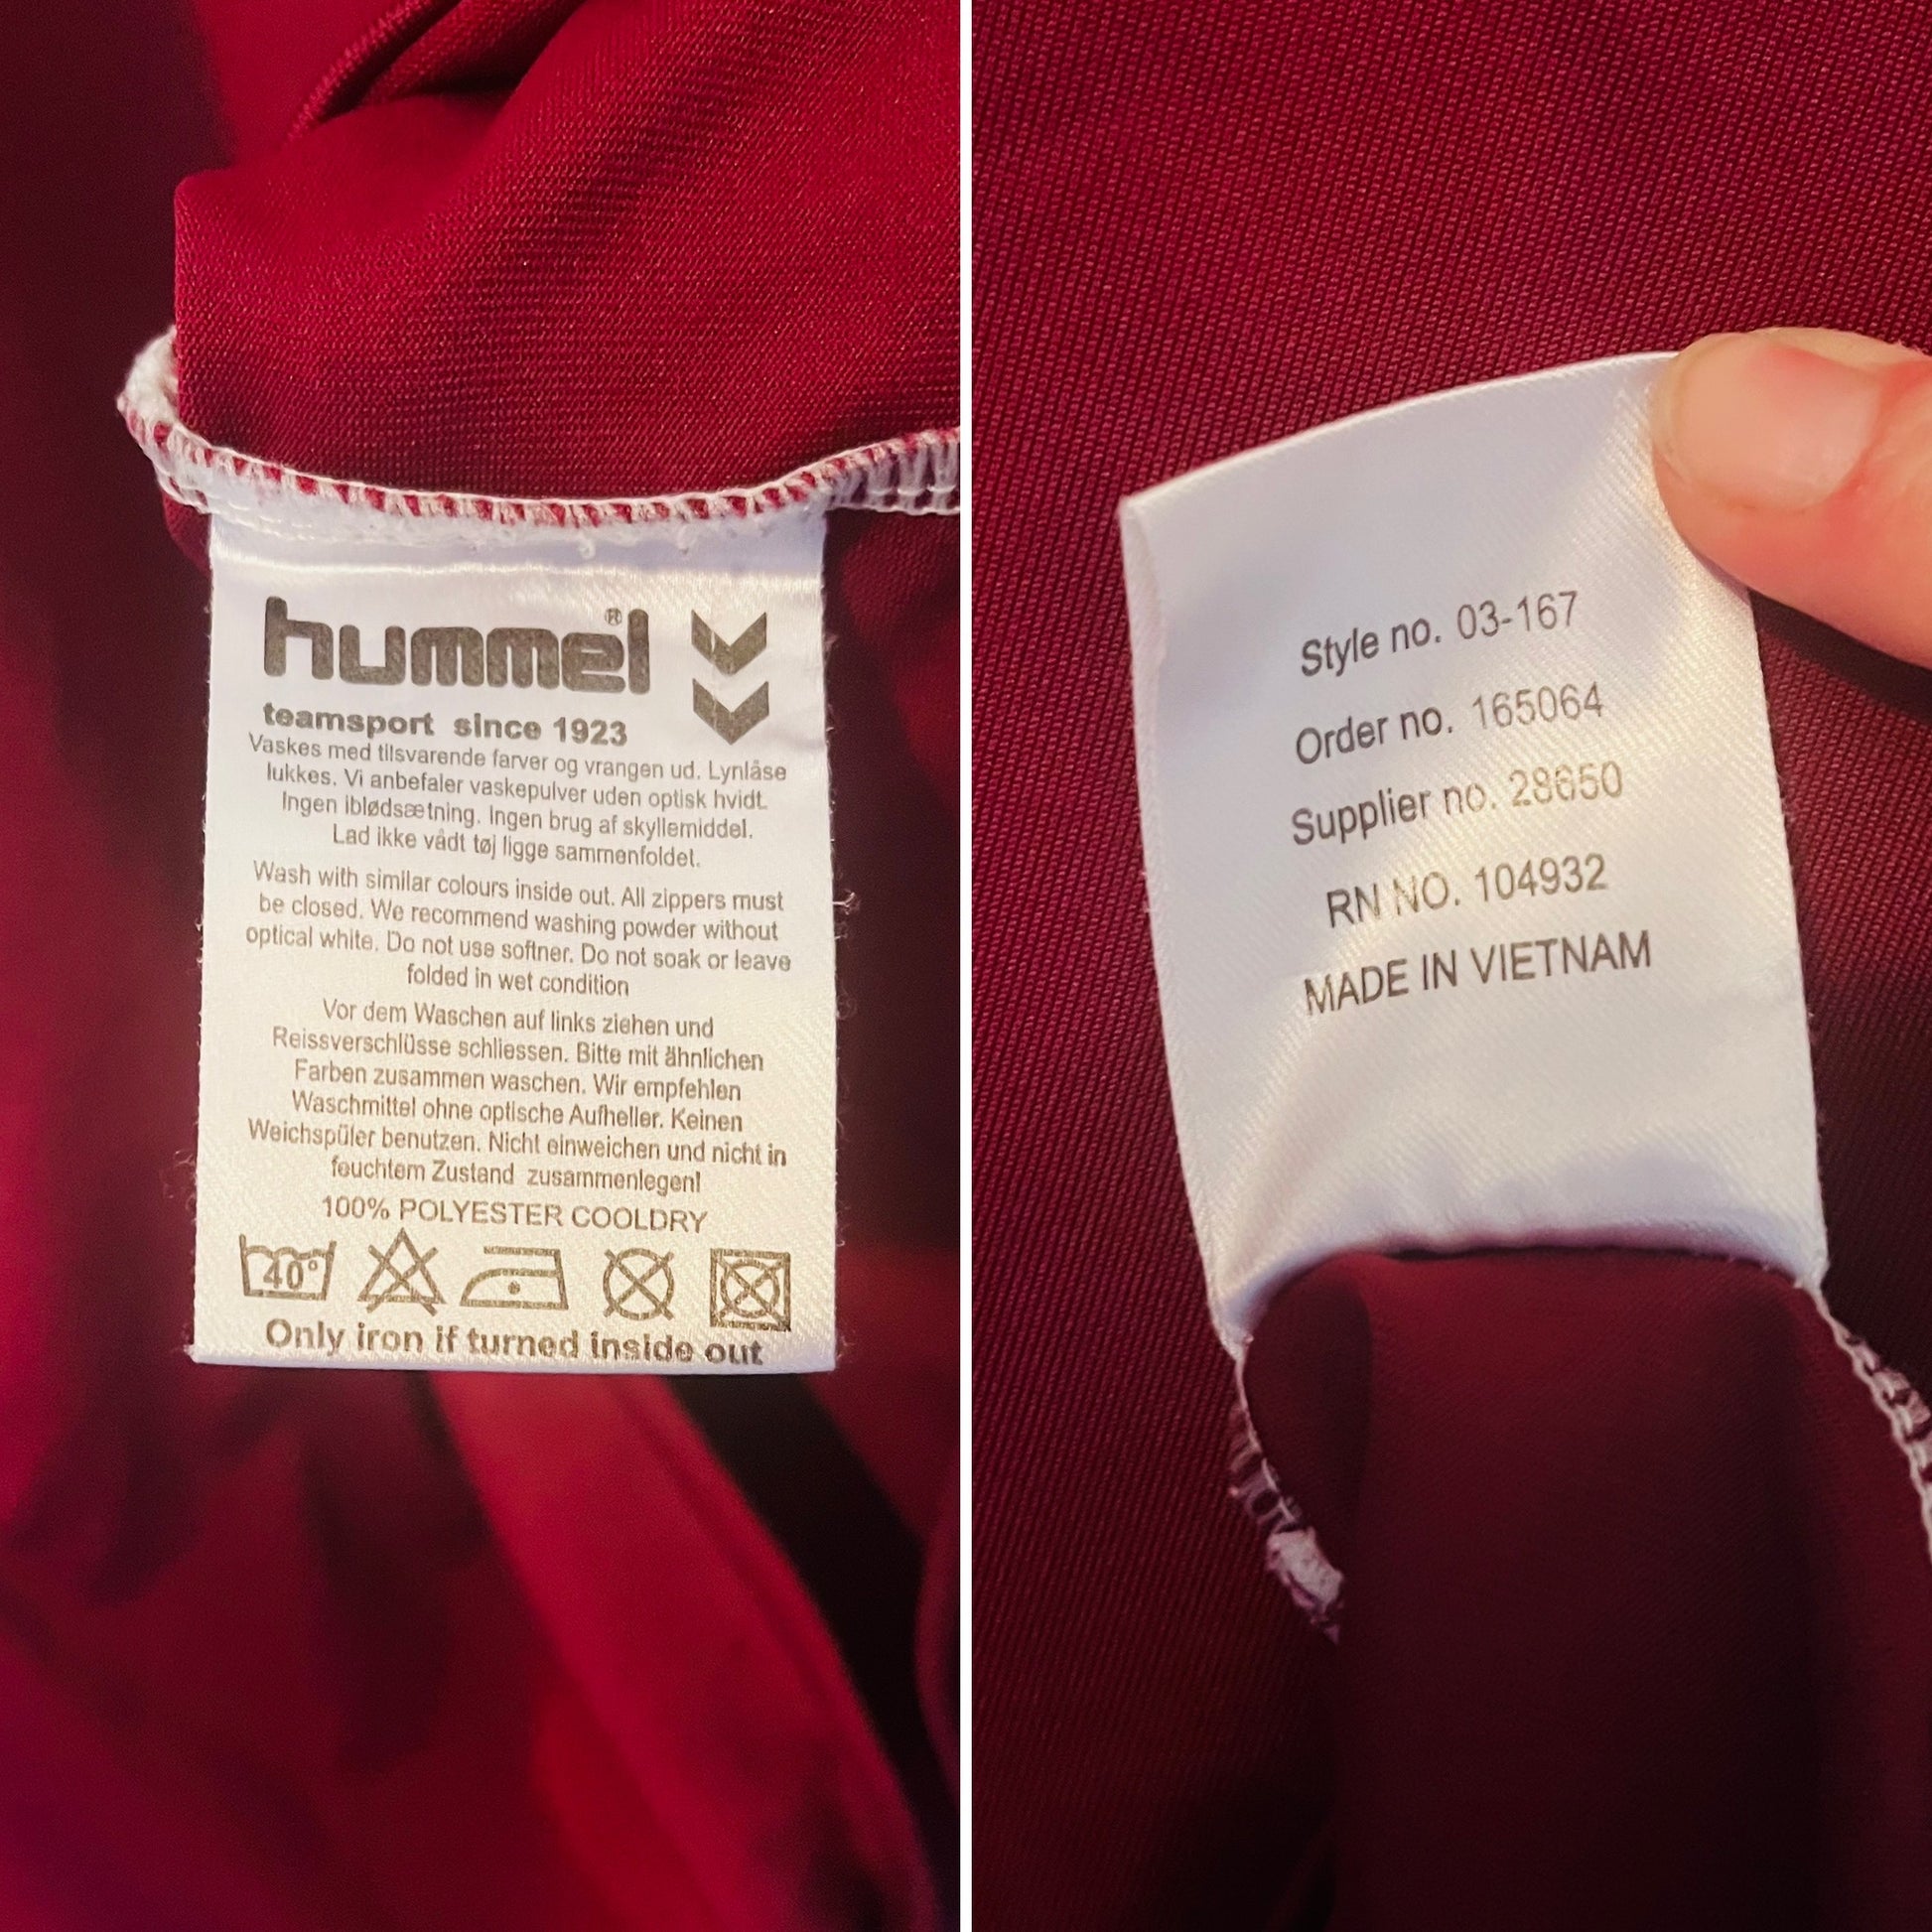 hummel®
teamsport since 1923
Vaskes med tilsvarende farver og vrangen ud. Lynlåse
lukkes. Vi anbefaler vaskepulver uden optisk hvidt.
Ingen iblødsætning. Ingen brug af skyllemiddel.
Lad ikke vådt tøj ligge sammenfoldet.
Wash with similar colours inside out. All zippers must
be closed. We recommend washing powder without
optical white. Do not use softner. Do not soak or leave
folded in wet condition
Vor dem Waschen auf links ziehen und
Reissverschlüsse schliessen. Bitte mit ähnlichen
Farben zusammen waschen. Wir empfehlen
Waschmittel ohne optische Aufheller. Keinen
Weichspüler benutzen. Nicht einweichen und nicht in
feuchtem Zustand zusammenlegen!
100% POLYESTER COOLDRY
40°
Only iron if turned inside out
Style no. 03-167
Order no. 165064
Supplier no. 28650
RN NO. 104932
MADE IN VIETNAM